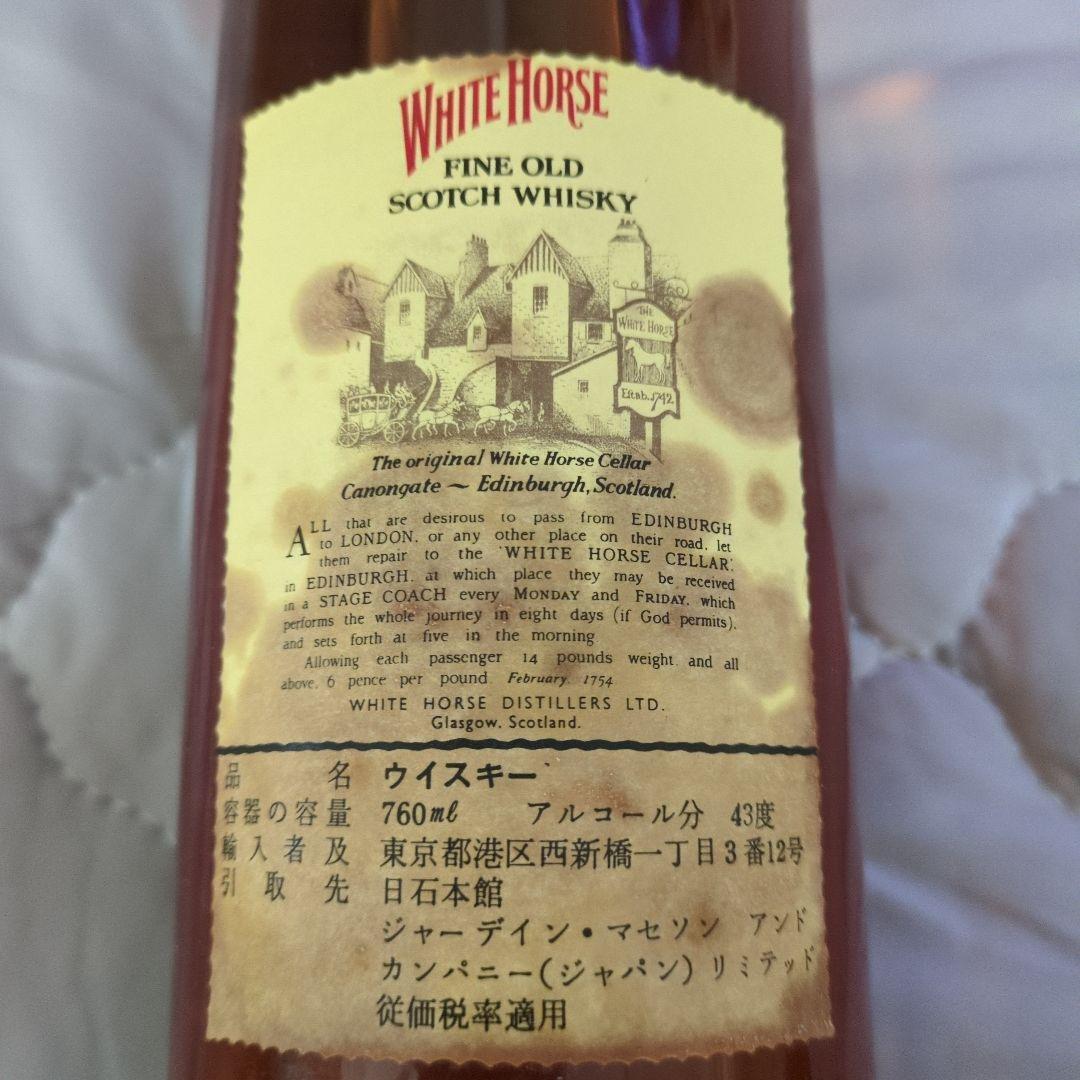 WHITE HORSE
FINE OLD
SCOTCH WHISKY
THE
WHITE HORSE
Estab. 1742
The original White Horse Cellar
Canongate ~ Edinburgh, Scotland.
ALL that are desirous to pass from EDINBURGH
to LONDON, or any other place on their road, let
them repair to the 'WHITE HORSE CELLAR'.
in EDINBURGH, at which place they may be received
in a STAGE COACH every MONDAY and FRIDAY, which
performs the whole journey in eight days (if God permits),
and sets forth at five in the morning
Allowing each passenger 14 pounds weight and all
above, 6 pence per pound February, 1754
WHITE HORSE DISTILLERS LTD.
Glasgow, Scotland.
品名 ウイスキー
容器の容量 760ml アルコール分 43度
輸入者及 東京都港区西新橋一丁目3番12号
引取先 日石本館
ジャーデイン・マセソン アンド
カンパニー(ジャパン)リミテッド
従価税率適用